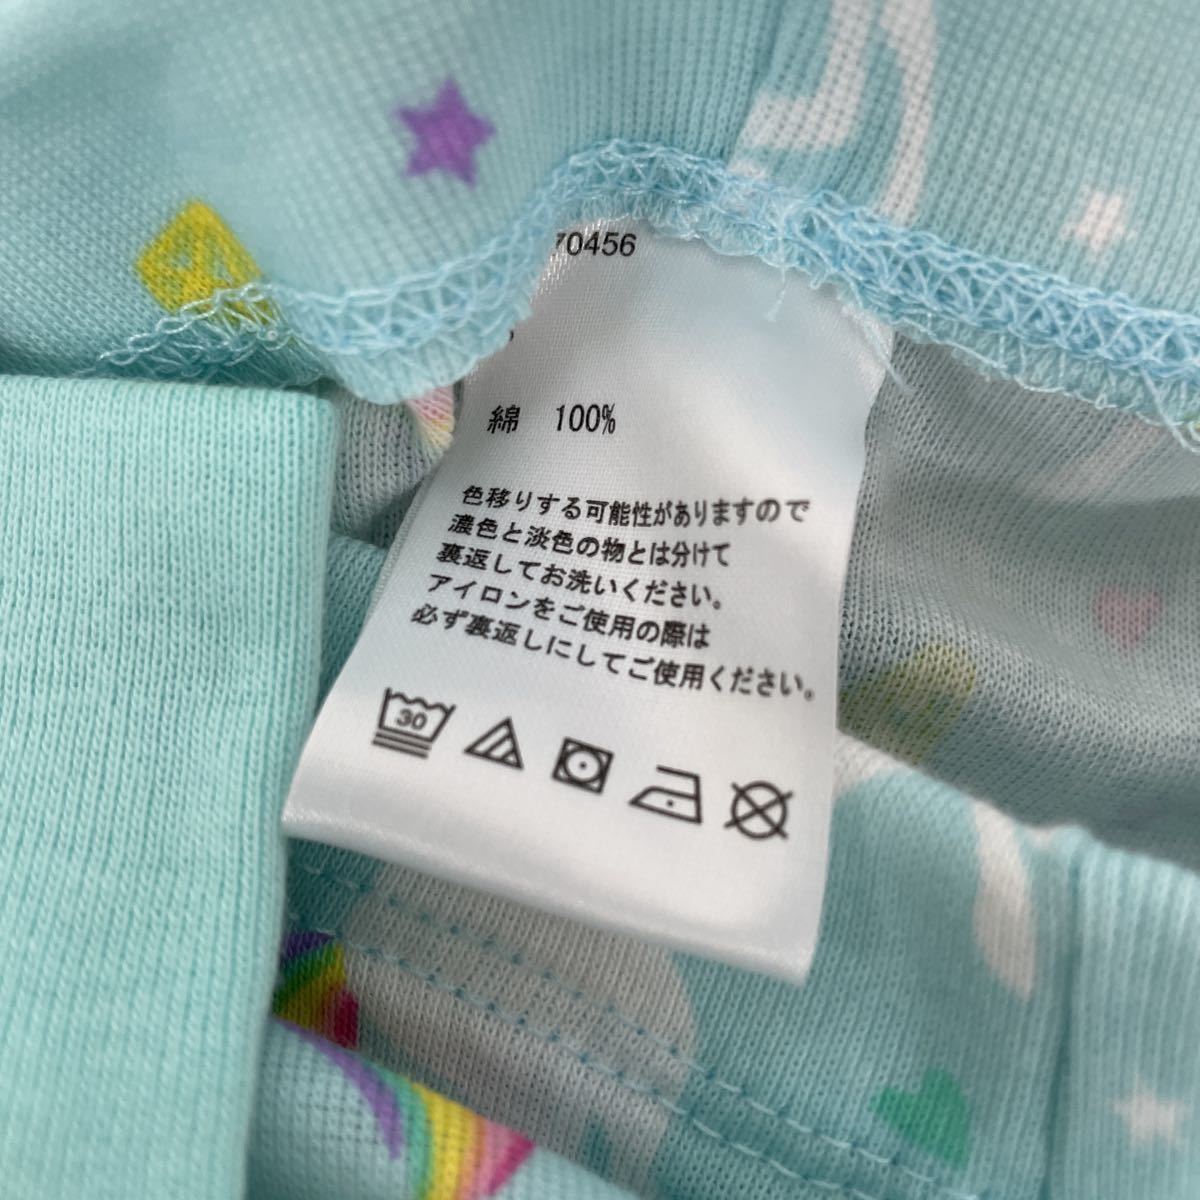 70456
綿 100%
色移りする可能性がありますので
濃色と淡色の物とは分けて
裏返してお洗いください。
アイロンをご使用の際は
必ず裏返しにしてご使用ください。
30